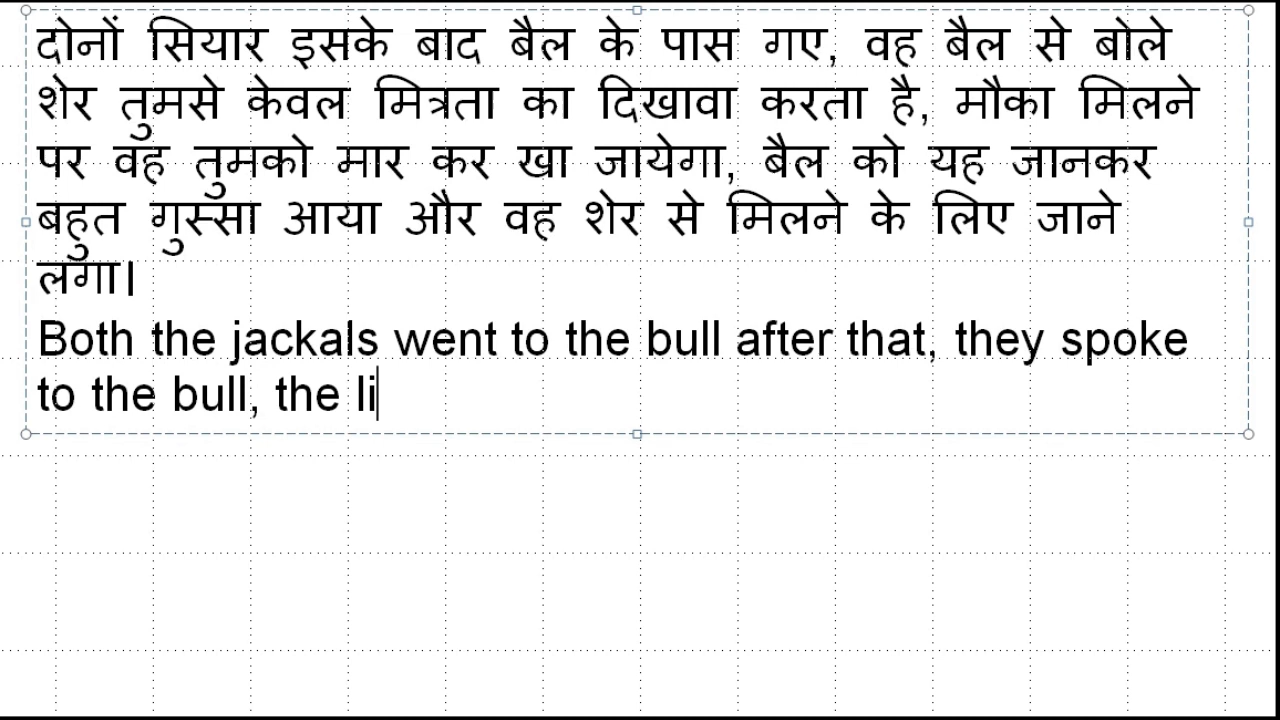 दोनों सियार इसके बाद बैल के पास गए, वह बैल से बोले
शेर तुमसे केवल मित्रता का दिखावा करता है, मौका मिलने
पर वह तुमको मार कर खा जायेगा, बैल को यह जानकर
बहुत गुस्सा आया और वह शेर से मिलने के लिए जाने
लगा।
Both the jackals went to the bull after that, they spoke
to the bull, the li